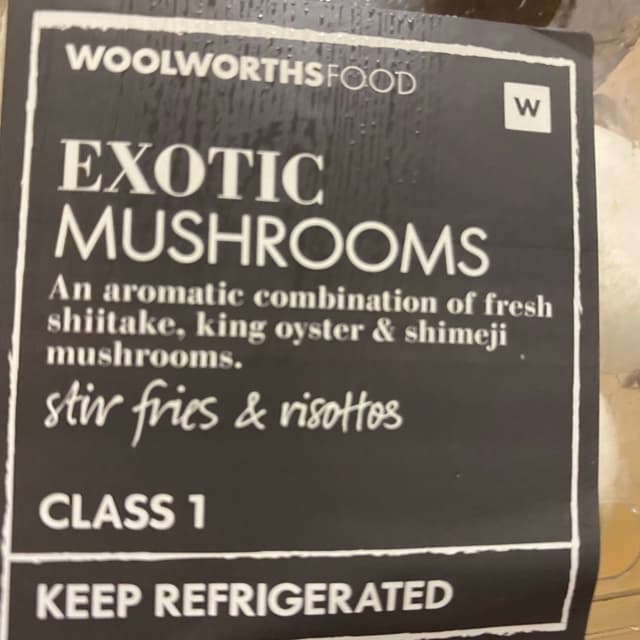 WOOLWORTHSFOOD
W
EXOTIC
MUSHROOMS
An aromatic combination of fresh
shiitake, king oyster & shimeji
mushrooms.
stir fries & risottos
CLASS 1
KEEP REFRIGERATED